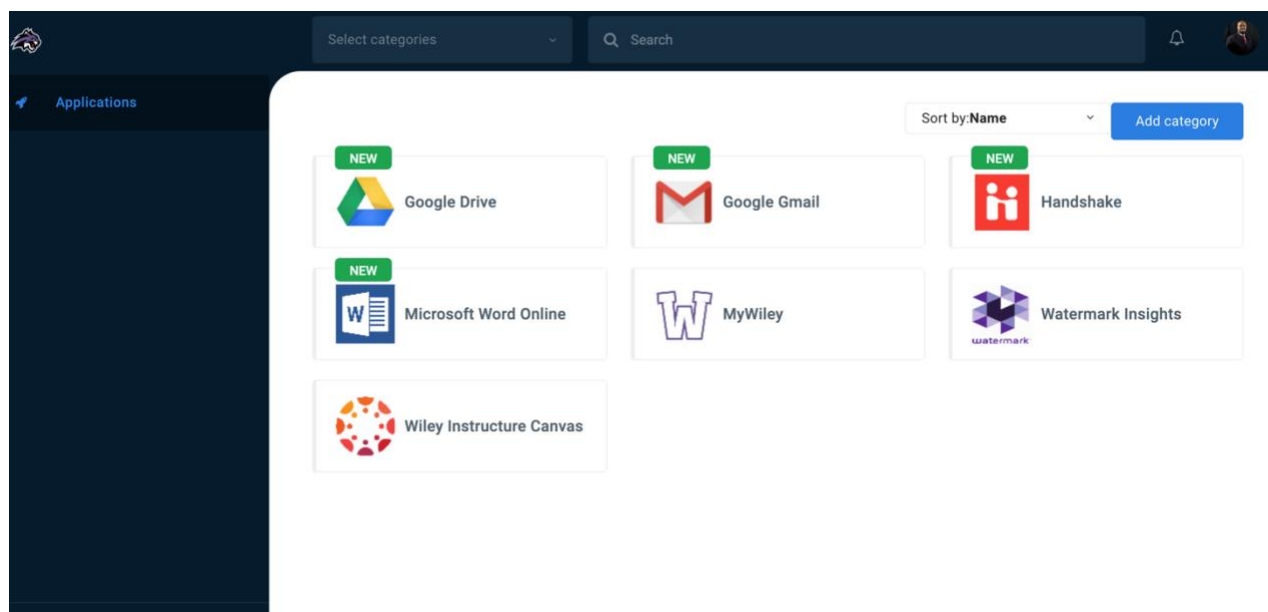 Select categories
Search
Applications
Sort by:Name
Add category
NEW
NEW
NEW
Google Drive
Google Gmail
Handshake
NEW
W
Microsoft Word Online
W
MyWiley
watermark
Watermark Insights
Wiley Instructure Canvas